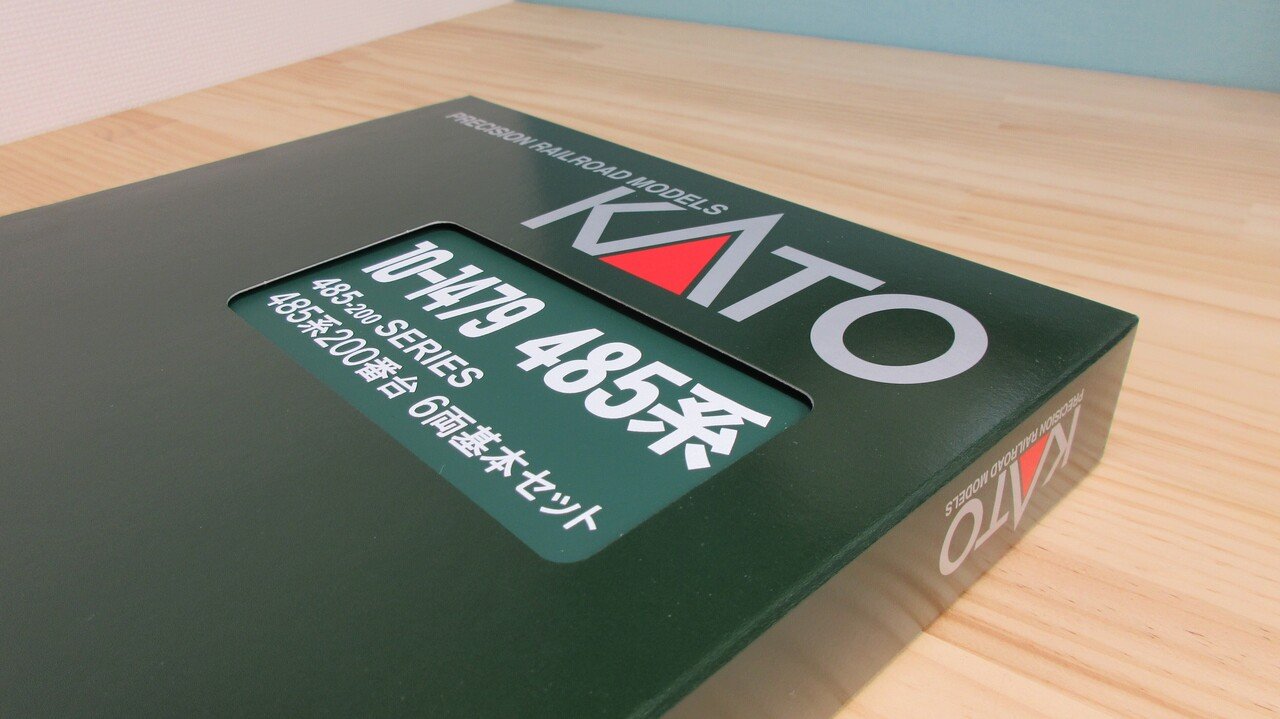 PRECISION RAILROAD MODELS
KATO
10-1479 485系
485-200 SERIES
485系200番台 6両基本セット
PRECISION RAILROAD MODELS
KATO